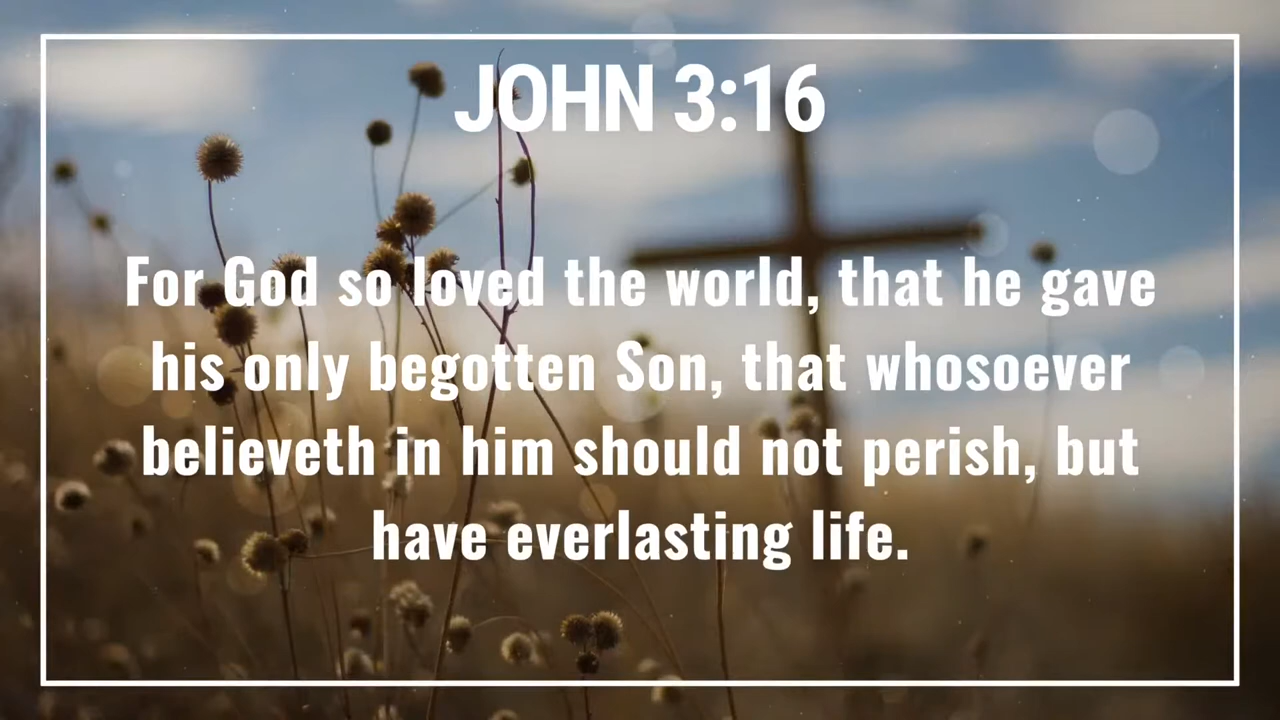 JOHN 3:16
For God so loved the world, that he gave
his only begotten Son, that whosoever
believeth in him should not perish, but
have everlasting life.